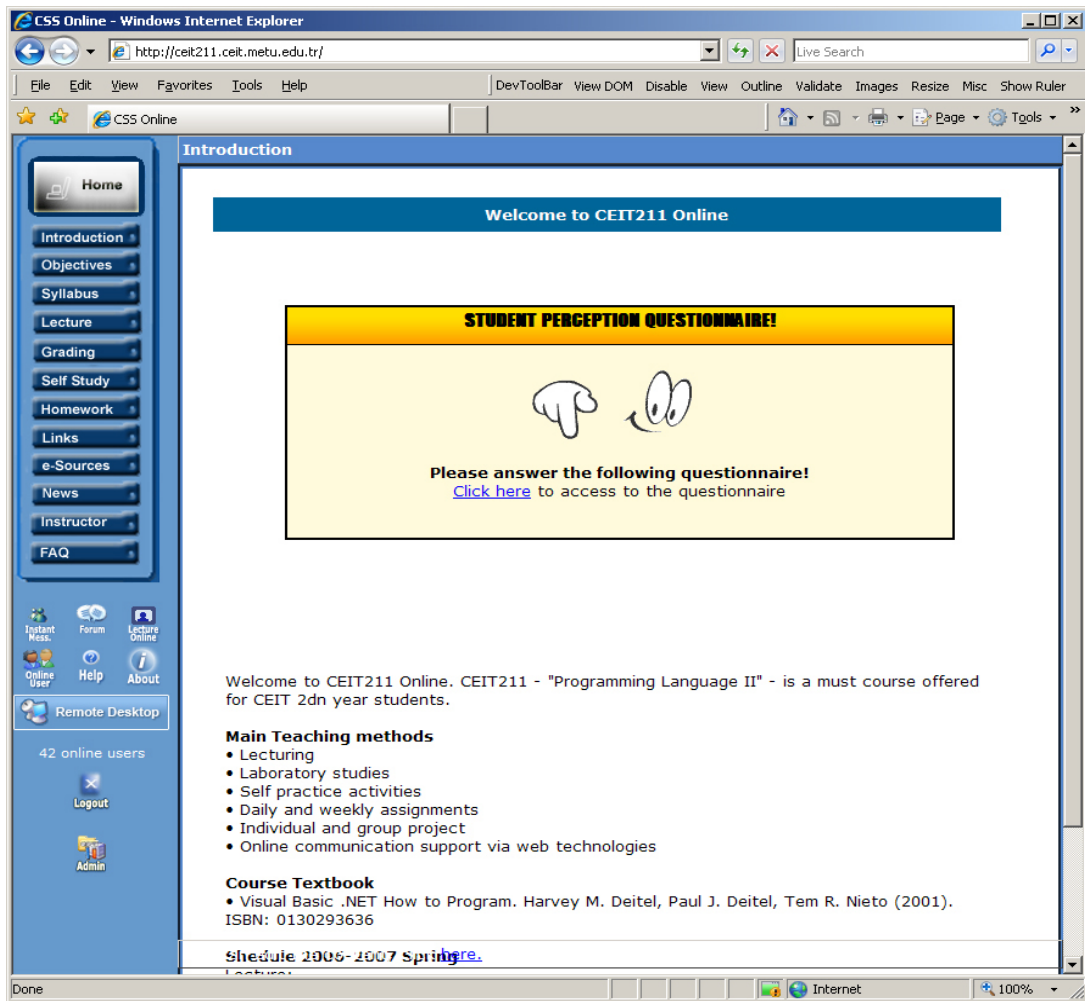 CSS Online - Windows Internet Explorer
http://ceit211.ceit.metu.edu.tr/
Live Search
File Edit View Favorites Tools Help
DevToolBar View DOM Disable View Outline Validate Images Resize Misc Show Ruler
CSS Online
Page Tools »
Introduction
Home
Introduction
Objectives
Syllabus
Lecture
Grading
Self Study
Homework
Links
e-Sources
News
Instructor
FAQ
Instant Mess.
Forum
Lecture Online
Online User
Help
About
Remote Desktop
42 online users
Logout
Admin
Welcome to CEIT211 Online
STUDENT PERCEPTION QUESTIONNAIRE!
Please answer the following questionnaire!
Click here to access to the questionnaire
Welcome to CEIT211 Online. CEIT211 - "Programming Language II" - is a must course offered
for CEIT 2dn year students.
Main Teaching methods
• Lecturing
• Laboratory studies
• Self practice activities
• Daily and weekly assignments
• Individual and group project
• Online communication support via web technologies
Course Textbook
• Visual Basic .NET How to Program. Harvey M. Deitel, Paul J. Deitel, Tem R. Nieto (2001).
ISBN: 0130293636
Shedule 2006-2007 Spring
here.
Done
Internet
100%